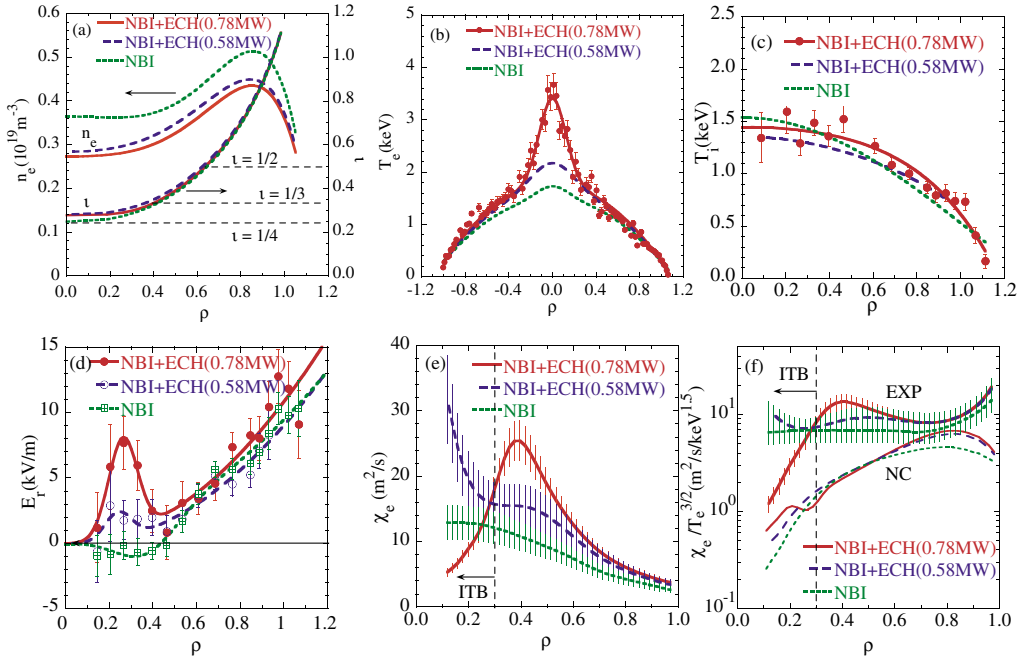 (a)
NBI+ECH(0.78MW)
NBI+ECH(0.58MW)
NBI
n_e
ι
ι = 1/2
ι = 1/3
ι = 1/4
n_e(10^19 m^-3)
0.6
0.5
0.4
0.3
0.2
0.1
0
1.2
1.0
0.8
0.6
0.4
0.2
0.0
ι
0.0 0.2 0.4 0.6 0.8 1.0 1.2
ρ
(b)
NBI+ECH(0.78MW)
NBI+ECH(0.58MW)
NBI
T_e(keV)
5
4
3
2
1
0
-1.2 -0.8 -0.4 0.0 0.4 0.8 1.2
ρ
(c)
NBI+ECH(0.78MW)
NBI+ECH(0.58MW)
NBI
T_i(keV)
2.5
2.0
1.5
1.0
0.5
0.0
0.0 0.2 0.4 0.6 0.8 1.0 1.2
ρ
(d)
NBI+ECH(0.78MW)
NBI+ECH(0.58MW)
NBI
E_r(kV/m)
15
10
5
0
-5
0 0.2 0.4 0.6 0.8 1 1.2
ρ
(e)
NBI+ECH(0.78MW)
NBI+ECH(0.58MW)
NBI
ITB
χ_e (m^2/s)
40
30
20
10
0
0.0 0.2 0.4 0.6 0.8 1.0
ρ
(f)
ITB
EXP
NC
NBI+ECH(0.78MW)
NBI+ECH(0.58MW)
NBI
χ_e /T_e^3/2(m^2/s/keV^1.5)
10^2
10^1
10^0
10^-1
0.0 0.2 0.4 0.6 0.8 1.0
ρ